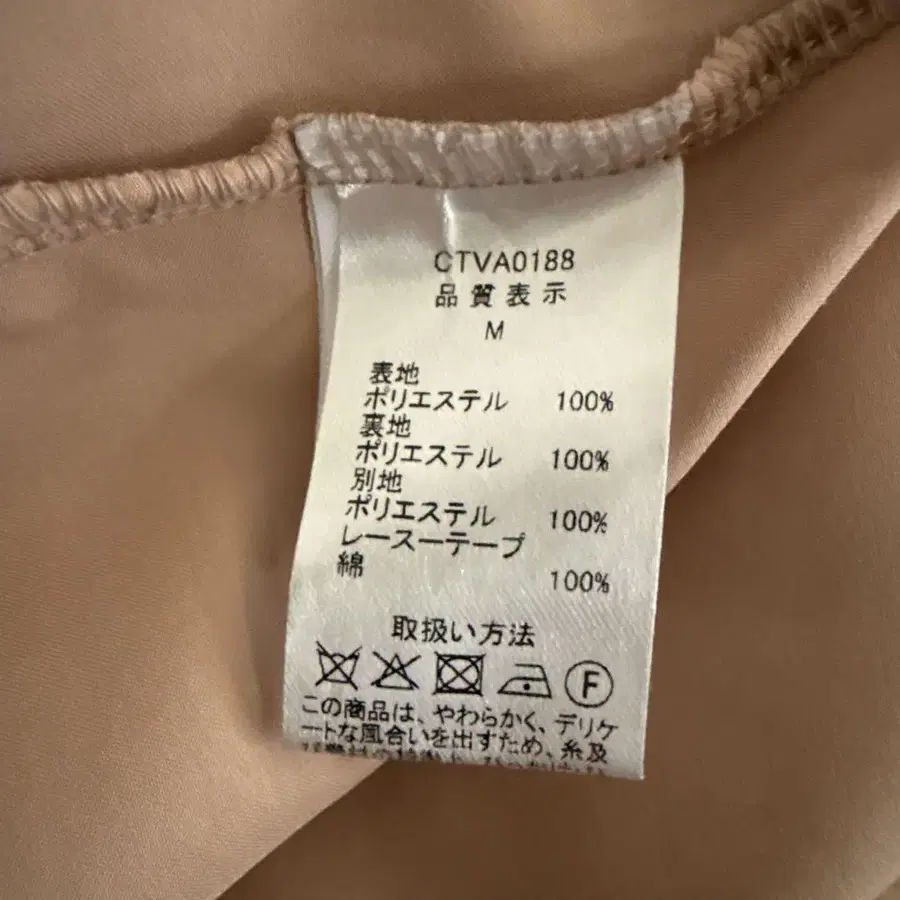 CTVA0188
品質表示
M
表地
ポリエステル 100%
裏地
ポリエステル 100%
別地
ポリエステル 100%
レースーテープ
綿 100%
取扱い方法
F
この商品は、やわらかく、デリケ
ートな風合いを出すため、糸及